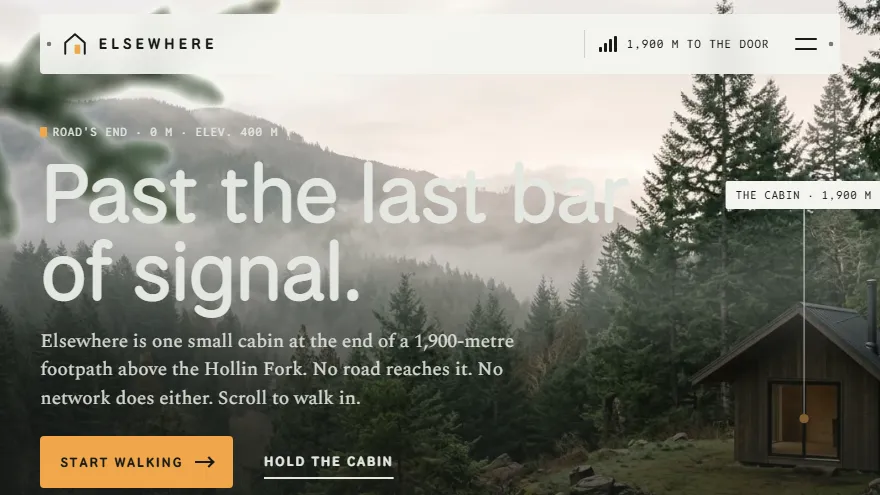 ELSEWHERE
1,900 M TO THE DOOR
ROAD'S END · 0 M · ELEV. 400 M
Past the last bar
of signal.
THE CABIN · 1,900 M
Elsewhere is one small cabin at the end of a 1,900-metre
footpath above the Hollin Fork. No road reaches it. No
network does either. Scroll to walk in.
START WALKING →
HOLD THE CABIN